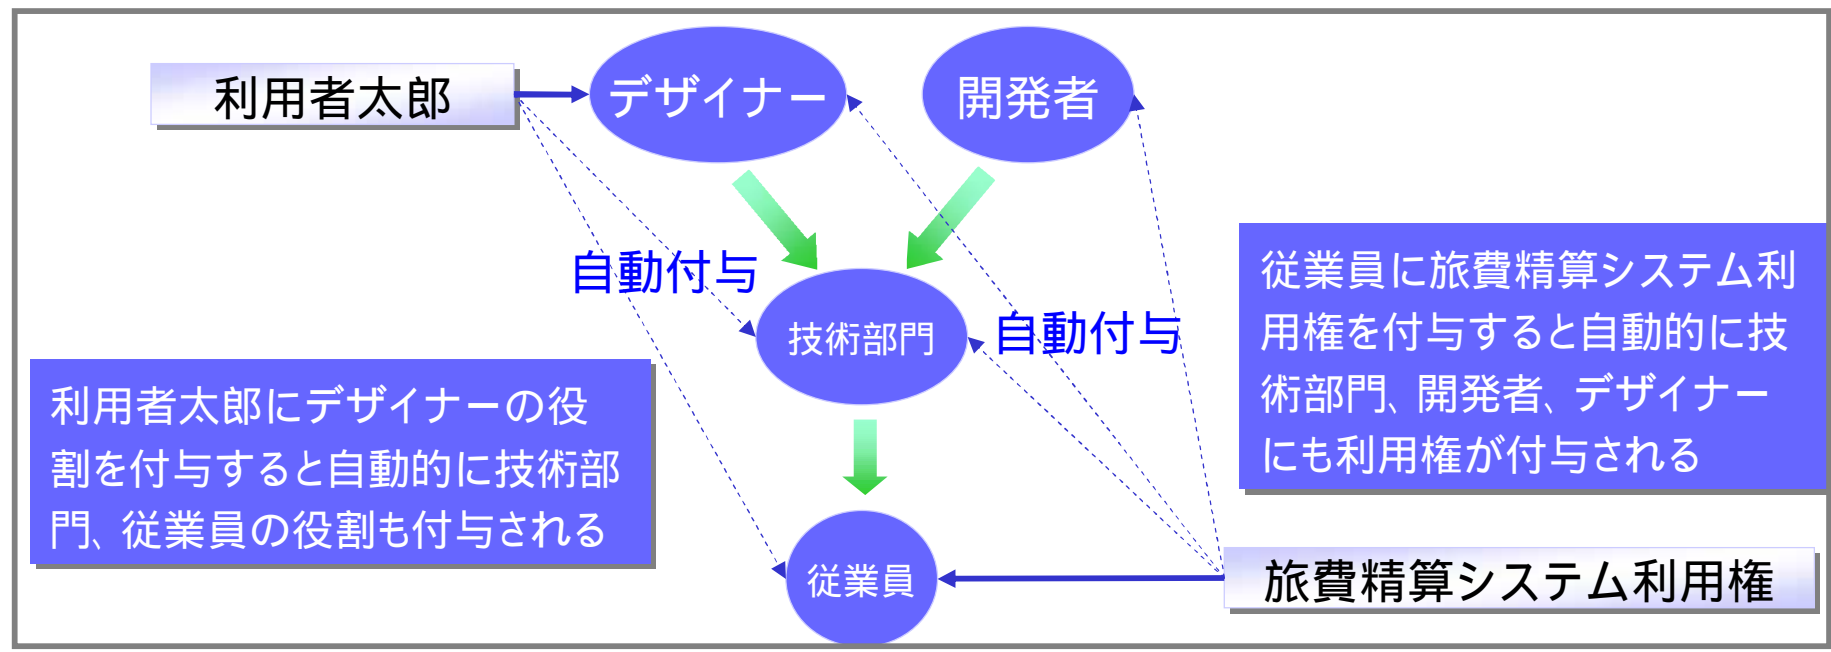 利用者太郎
デザイナー
開発者
自動付与
技術部門
自動付与
従業員に旅費精算システム利
用権を付与すると自動的に技
術部門、開発者、デザイナー
にも利用権が付与される
利用者太郎にデザイナーの役
割を付与すると自動的に技術部
門、従業員の役割も付与される
従業員
旅費精算システム利用権